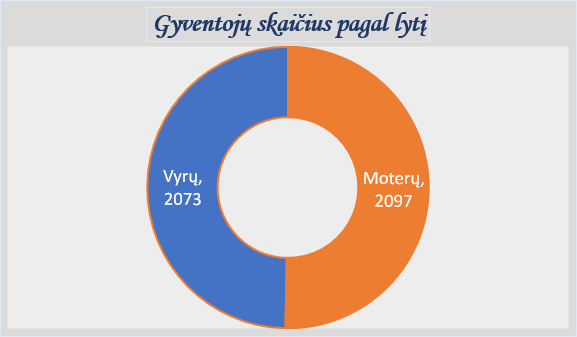 Gyventojų skaičius pagal lytį
Vyrų,
2073
Moterų,
2097